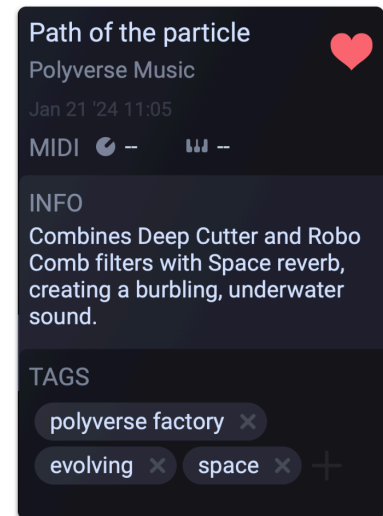 Path of the particle
Polyverse Music
Jan 21 '24 11:05
MIDI -- --
INFO
Combines Deep Cutter and Robo
Comb filters with Space reverb,
creating a burbling, underwater
sound.
TAGS
polyverse factory ×
evolving × space × +